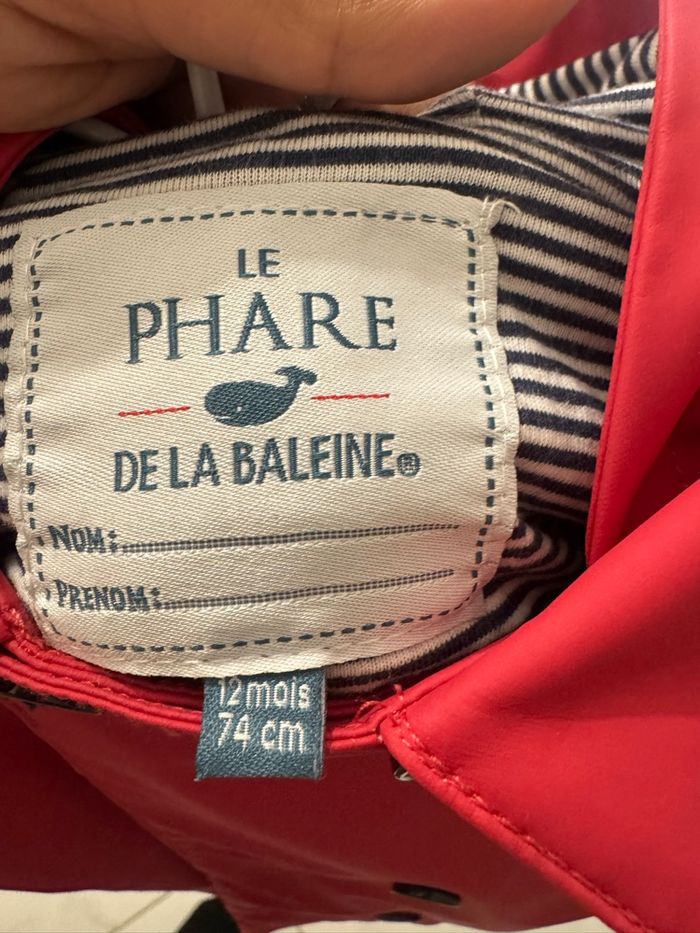 LE
PHARE
DE LA BALEINE®
NOM:
PRENOM:
12 mois
74 cm